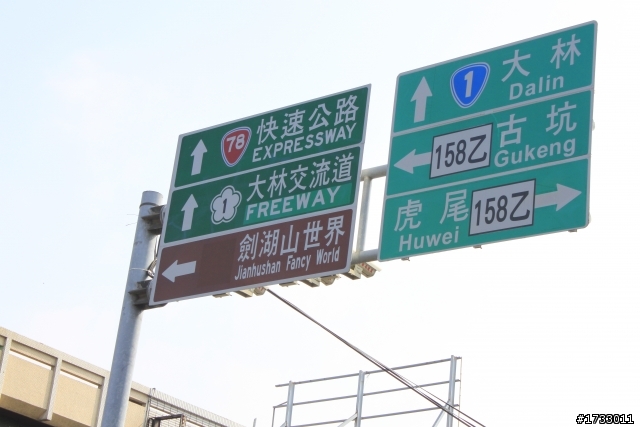 78 快速公路
EXPRESSWAY
1 大林交流道
FREEWAY
劍湖山世界
Jianhushan Fancy World
1 大林
Dalin
158乙 古坑
Gukeng
虎尾 158乙
Huwei
#1733011